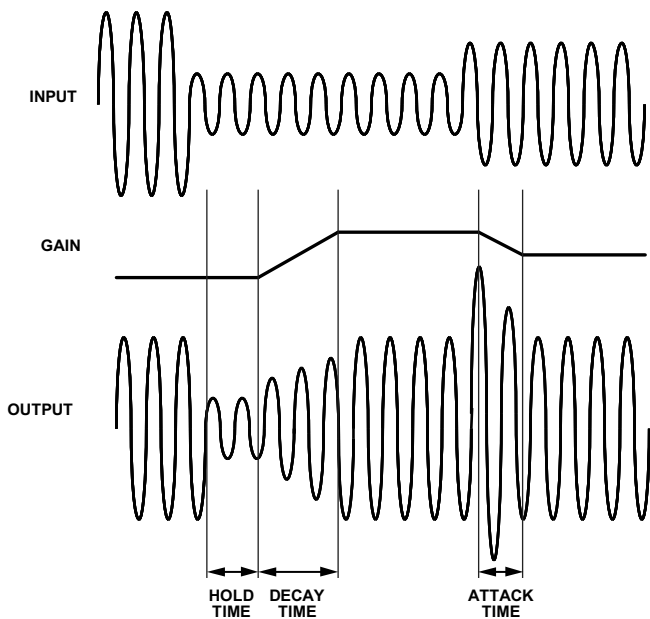 INPUT
GAIN
OUTPUT
HOLD
TIME
DECAY
TIME
ATTACK
TIME